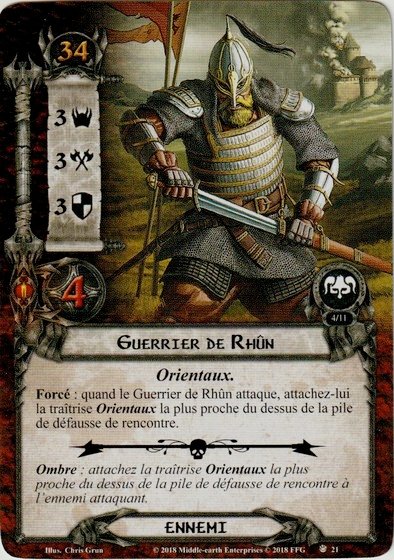 34
3
3
3
4
4/11
Guerrier de Rhûn
Orientaux.
Forcé : quand le Guerrier de Rhûn attaque, attachez-lui
la traîtrise Orientaux la plus proche du dessus de la pile
de défausse de rencontre.
Ombre : attachez la traîtrise Orientaux la plus
proche du dessus de la pile de défausse de rencontre à
l'ennemi attaquant.
ENNEMI
Illus. Chris Grun © 2018 Middle-earth Enterprises © 2018 FFG 21